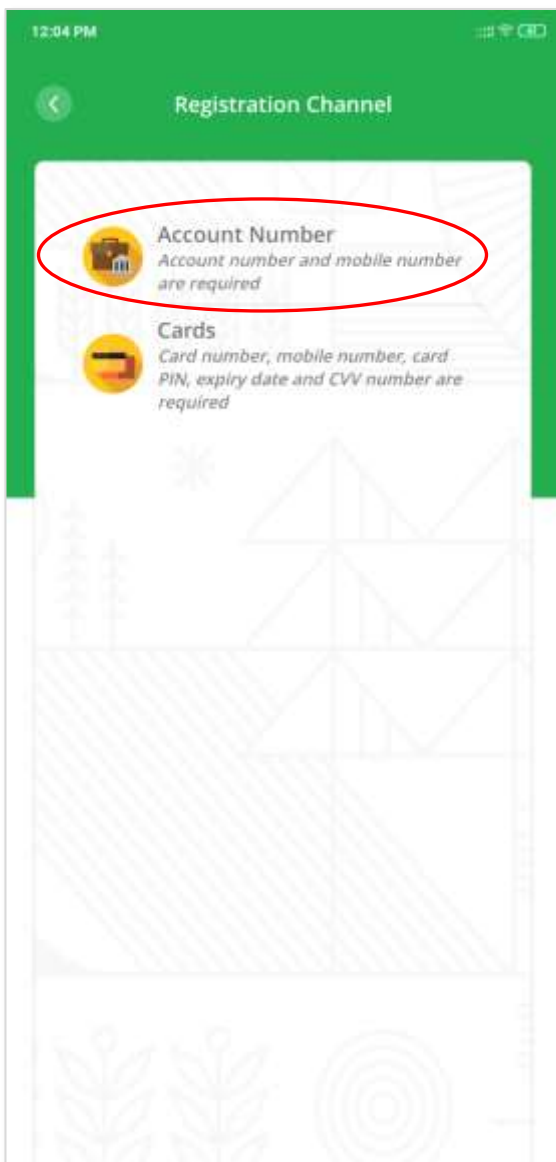 12:04 PM
Registration Channel
Account Number
Account number and mobile number
are required
Cards
Card number, mobile number, card
PIN, expiry date and CVV number are
required